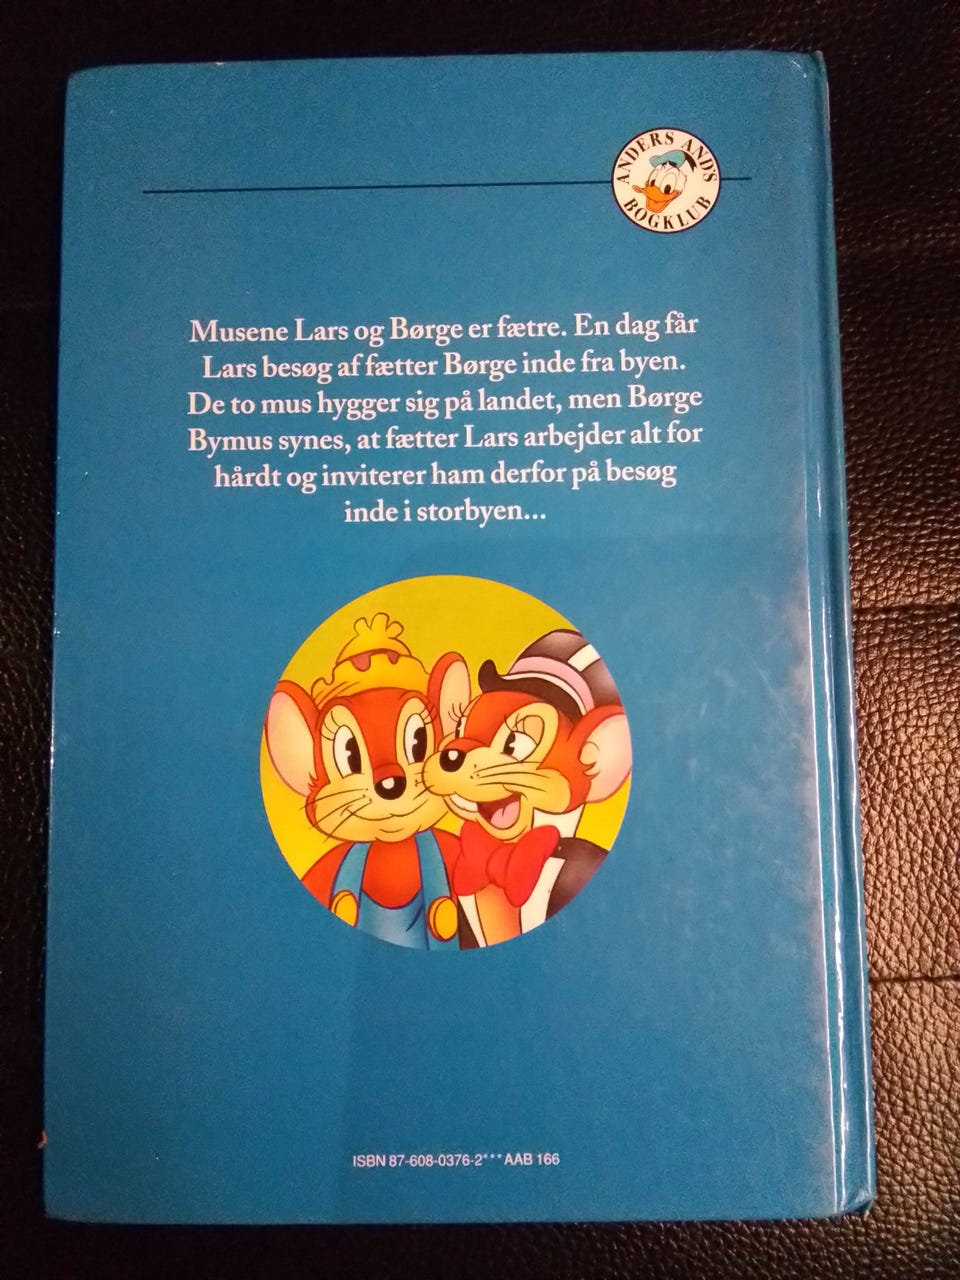 ANDERS AND'S
BOGKLUB
Musene Lars og Børge er fætre. En dag får
Lars besøg af fætter Børge inde fra byen.
De to mus hygger sig på landet, men Børge
Bymus synes, at fætter Lars arbejder alt for
hårdt og inviterer ham derfor på besøg
inde i storbyen...
ISBN 87-608-0376-2*** AAB 166